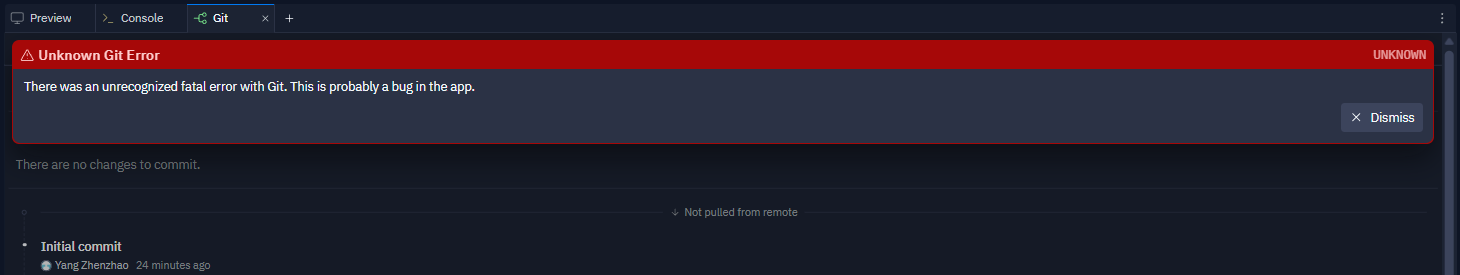 Preview
Console
Git
Unknown Git Error
UNKNOWN
There was an unrecognized fatal error with Git. This is probably a bug in the app.
Dismiss
There are no changes to commit.
Not pulled from remote
Initial commit
Yang Zhenzhao 24 minutes ago